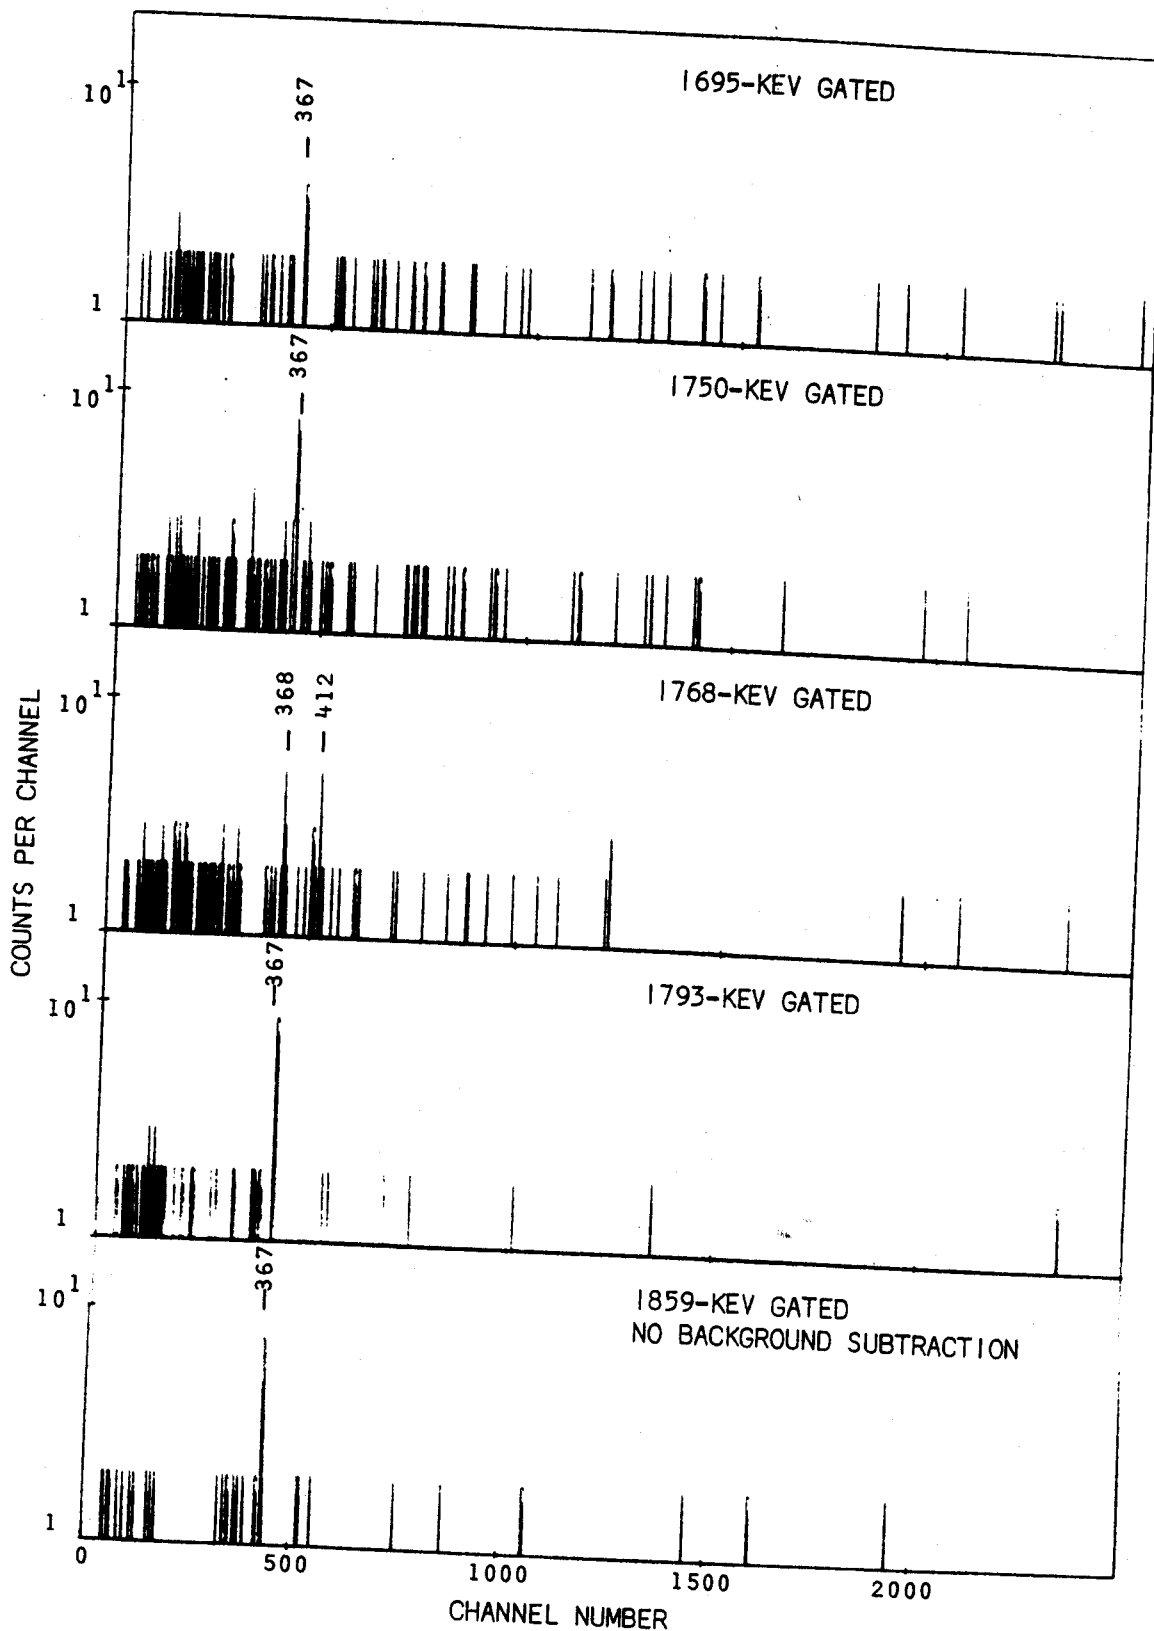 1695-KEV GATED
10¹
— 367
1
1750-KEV GATED
10¹
— 367
1
1768-KEV GATED
10¹
— 368
— 412
1
1793-KEV GATED
10¹
—367
1
1859-KEV GATED
NO BACKGROUND SUBTRACTION
10¹
—367
1
0 500 1000 1500 2000
CHANNEL NUMBER
COUNTS PER CHANNEL